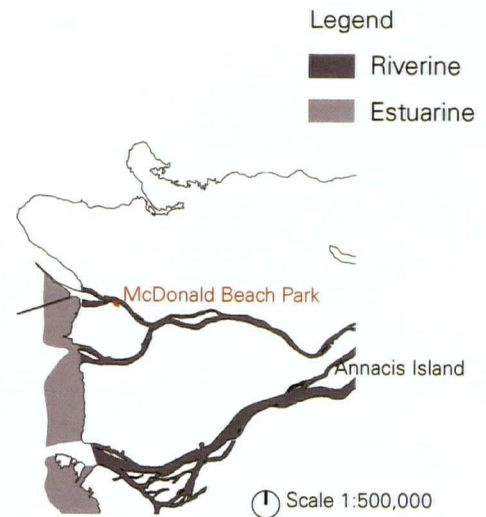 Legend
Riverine
Estuarine
McDonald Beach Park
Annacis Island
Scale 1:500,000